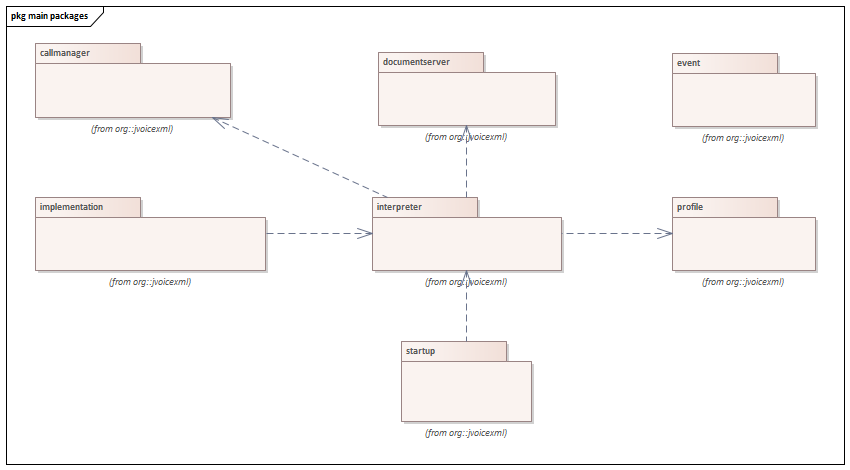 pkg main packages
callmanager
(from org::jvoicexml)
documentserver
(from org::jvoicexml)
event
(from org::jvoicexml)
implementation
(from org::jvoicexml)
interpreter
(from org::jvoicexml)
profile
(from org::jvoicexml)
startup
(from org::jvoicexml)